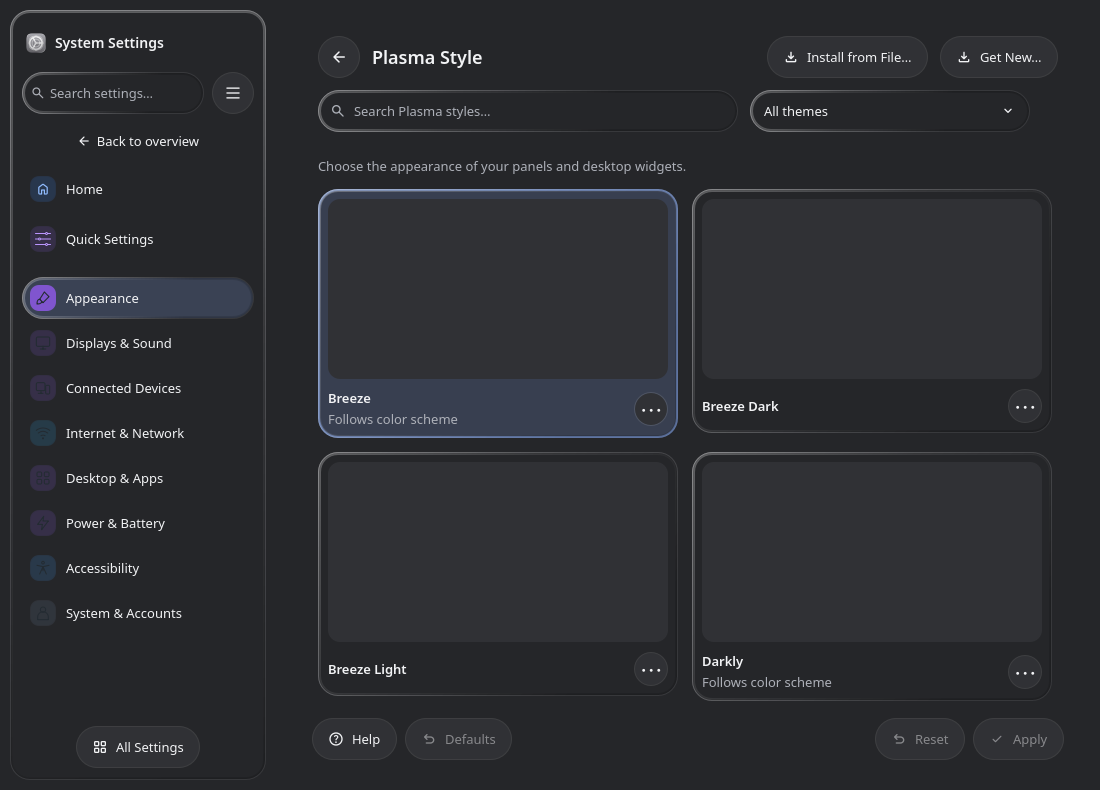 System Settings
Search settings...
Back to overview
Home
Quick Settings
Appearance
Displays & Sound
Connected Devices
Internet & Network
Desktop & Apps
Power & Battery
Accessibility
System & Accounts
All Settings
Plasma Style
Install from File...
Get New...
Search Plasma styles...
All themes
Choose the appearance of your panels and desktop widgets.
Breeze
Follows color scheme
Breeze Dark
Breeze Light
Darkly
Follows color scheme
Help
Defaults
Reset
Apply